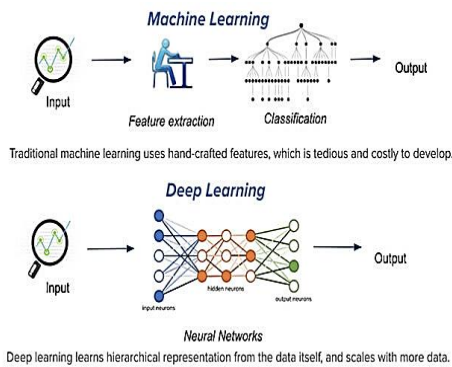 Machine Learning
Input
Feature extraction
Classification
Output
Traditional machine learning uses hand-crafted features, which is tedious and costly to develop.
Deep Learning
Input
input neurons
hidden neurons
output neurons
Output
Neural Networks
Deep learning learns hierarchical representation from the data itself, and scales with more data.